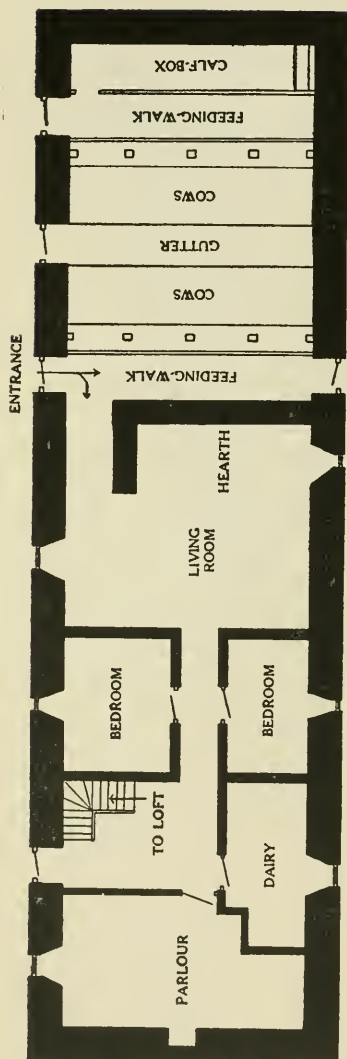 CALF-BOX
FEEDING-WALK
COWS
GUTTER
COWS
FEEDING-WALK
ENTRANCE
HEARTH
LIVING
ROOM
BEDROOM
BEDROOM
TO LOFT
DAIRY
PARLOUR